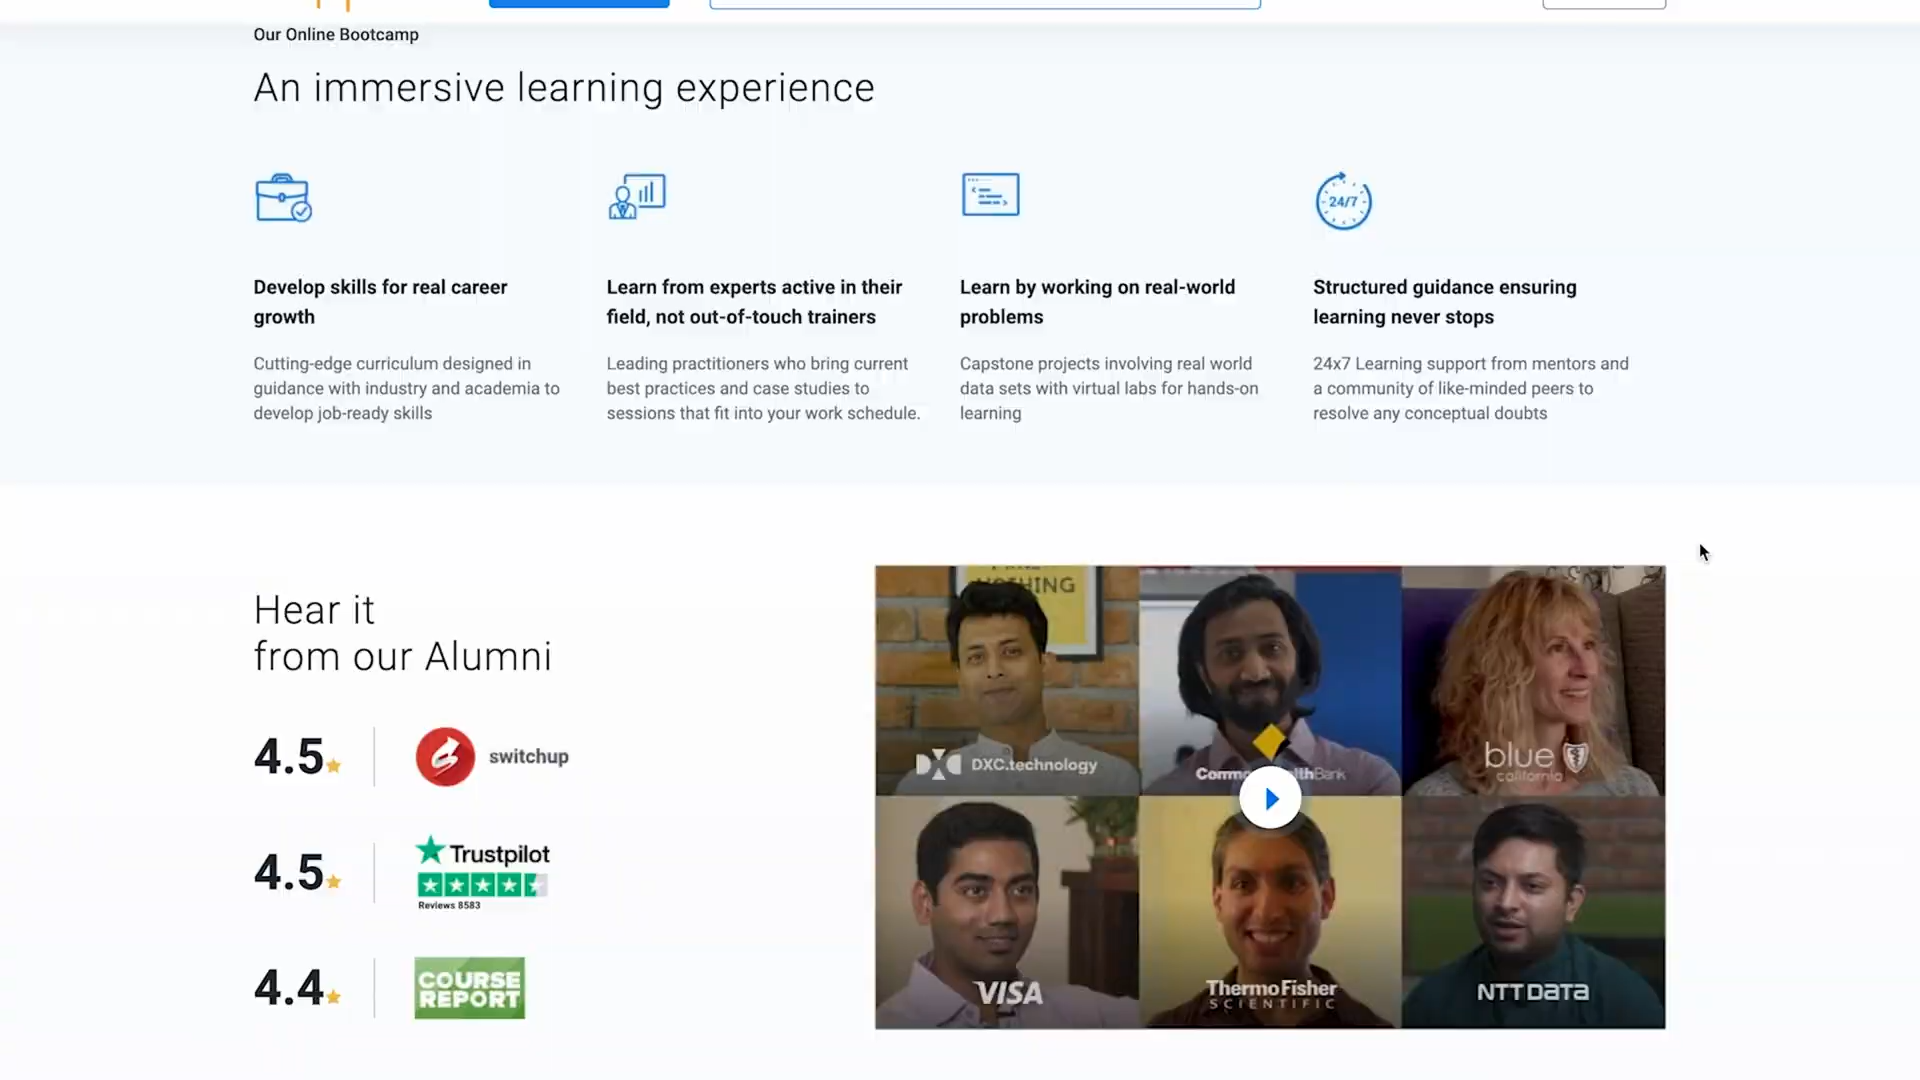 Our Online Bootcamp
An immersive learning experience
24/7
Develop skills for real career
growth
Cutting-edge curriculum designed in
guidance with industry and academia to
develop job-ready skills
Learn from experts active in their
field, not out-of-touch trainers
Leading practitioners who bring current
best practices and case studies to
sessions that fit into your work schedule.
Learn by working on real-world
problems
Capstone projects involving real world
data sets with virtual labs for hands-on
learning
Structured guidance ensuring
learning never stops
24x7 Learning support from mentors and
a community of like-minded peers to
resolve any conceptual doubts
Hear it
from our Alumni
4.5
switchup
4.5
Trustpilot
Reviews 8583
4.4
COURSE
REPORT
DXC.technology
blue
california
VISA
ThermoFisher
SCIENTIFIC
NTT DATA